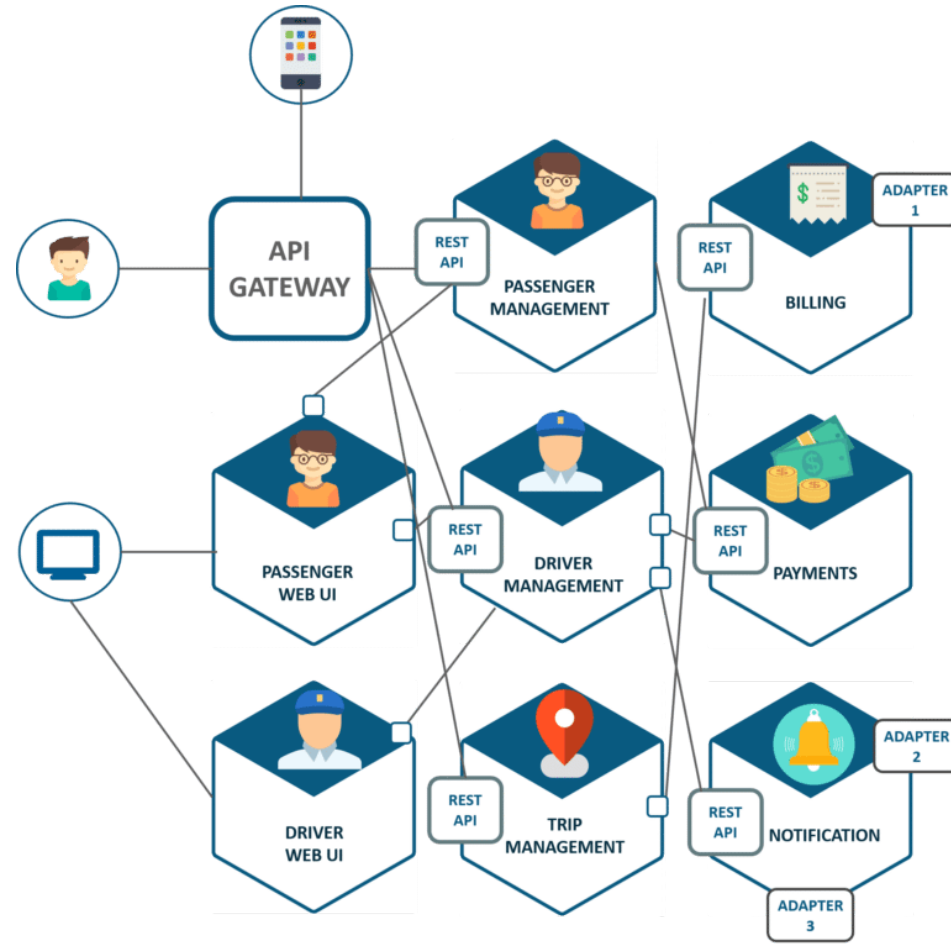 API
GATEWAY
REST
API
PASSENGER
MANAGEMENT
REST
API
BILLING
ADAPTER
1
PASSENGER
WEB UI
REST
API
DRIVER
MANAGEMENT
REST
API
PAYMENTS
DRIVER
WEB UI
REST
API
TRIP
MANAGEMENT
REST
API
NOTIFICATION
ADAPTER
2
ADAPTER
3